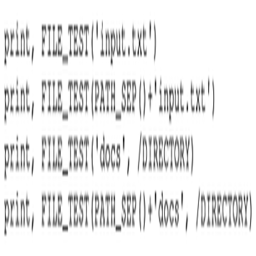 print, FILE_TEST('input.txt')
print, FILE_TEST(PATH_SEP()+'input.txt')
print, FILE_TEST('docs', /DIRECTORY)
print, FILE_TEST(PATH_SEP()+'docs', /DIRECTORY)